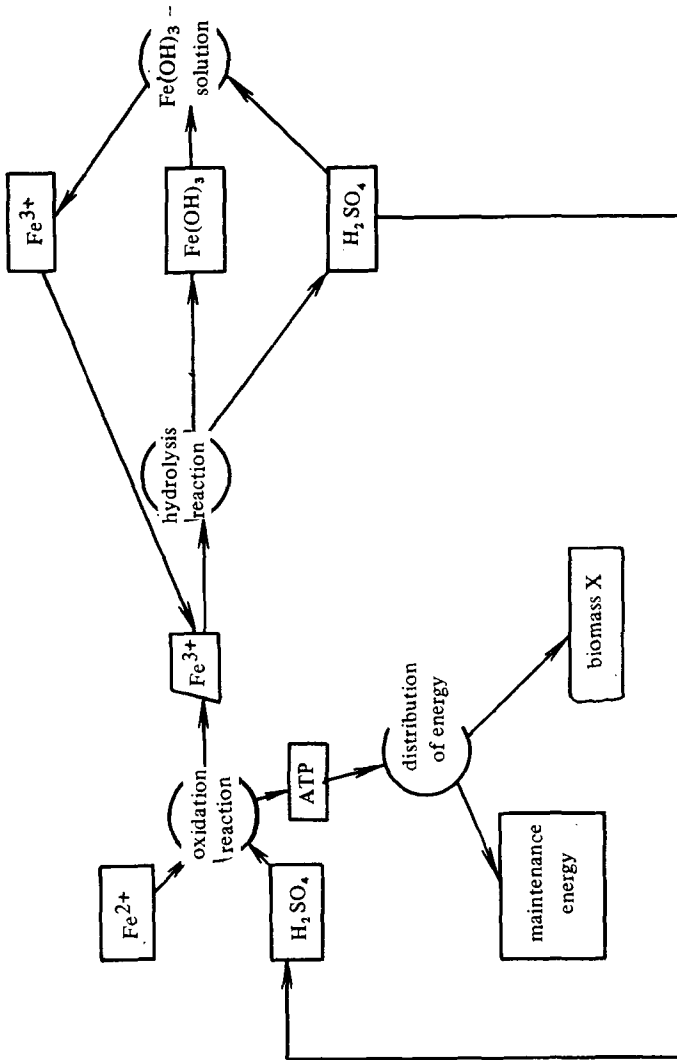 Fe²⁺
H₂SO₄
oxidation
reaction
ATP
Fe³⁺
distribution
of energy
maintenance
energy
biomass X
hydrolysis
reaction
Fe³⁺
Fe(OH)₃
H₂SO₄
Fe(OH)₃ –
solution